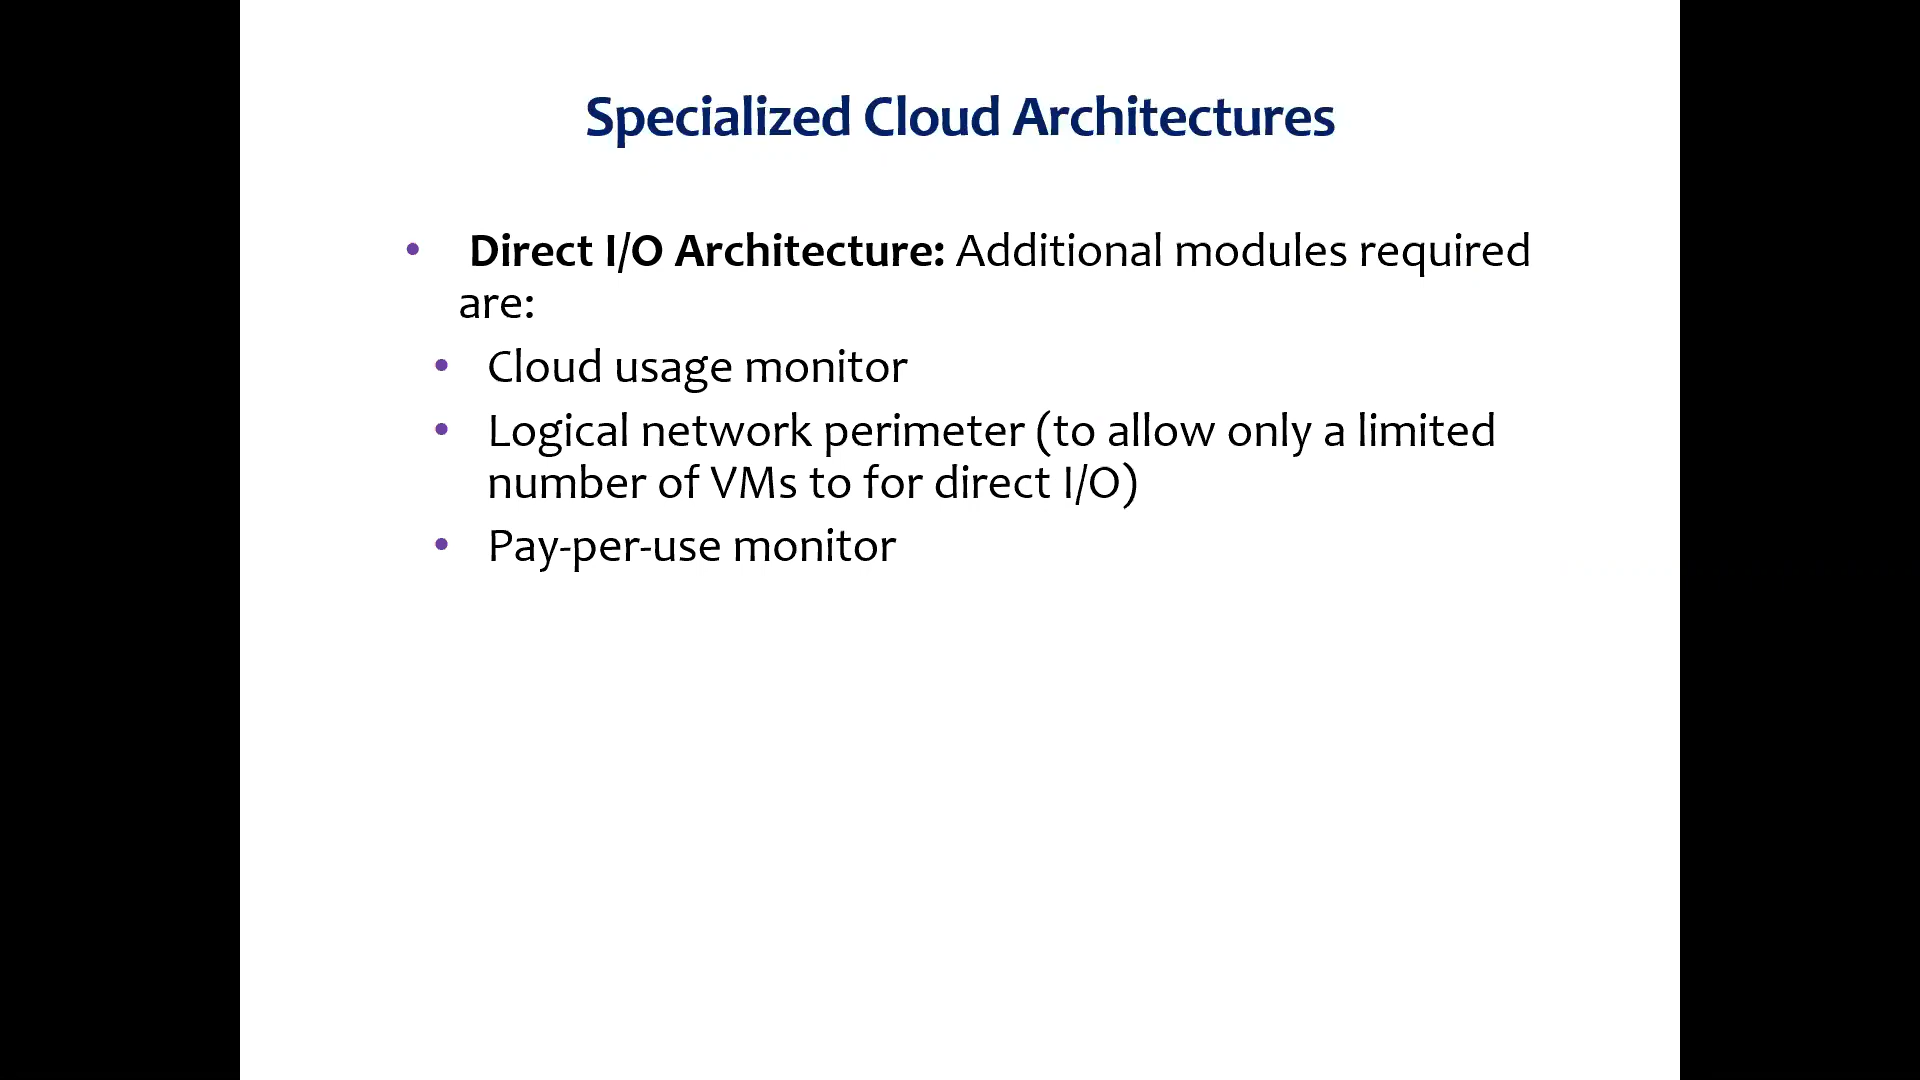 Specialized Cloud Architectures
• Direct I/O Architecture: Additional modules required
are:
• Cloud usage monitor
• Logical network perimeter (to allow only a limited
number of VMs to for direct I/O)
• Pay-per-use monitor